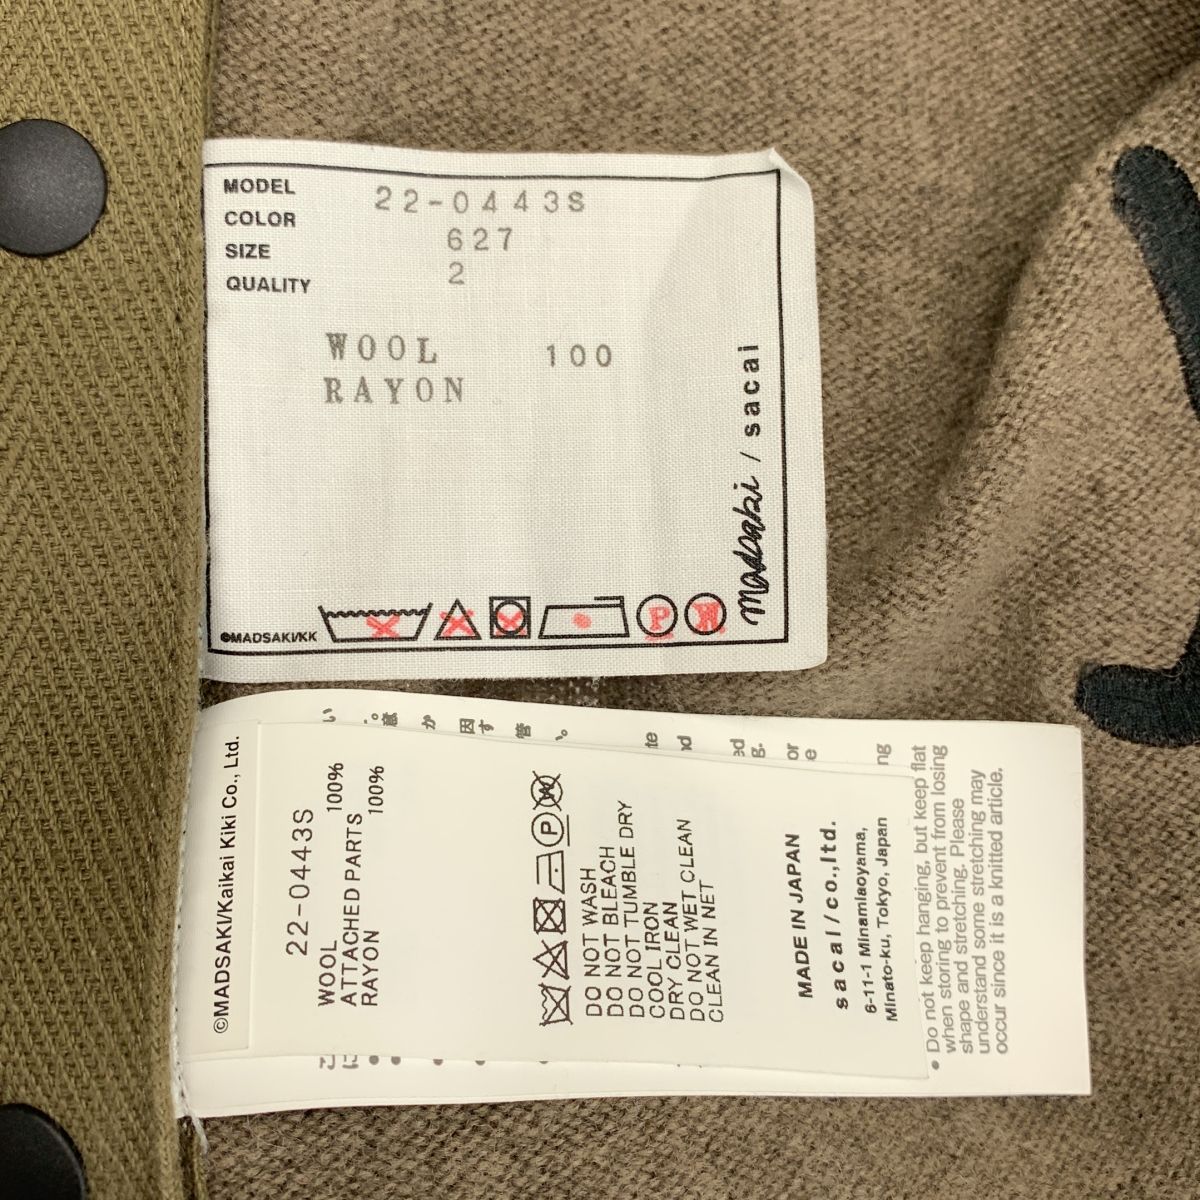 MODEL 22-0443S
COLOR 627
SIZE 2
QUALITY
WOOL 100
RAYON
madsaki / sacai
©MADSAKI/KK
P
W
©MADSAKI/Kaikai Kiki Co., Ltd.
22-0443S
WOOL 100%
ATTACHED PARTS
RAYON 100%
P W
DO NOT WASH
DO NOT BLEACH
DO NOT TUMBLE DRY
COOL IRON
DRY CLEAN
DO NOT WET CLEAN
CLEAN IN NET
MADE IN JAPAN
sacai/co.,ltd.
6-11-1 Minamiaoyama,
Minato-ku, Tokyo, Japan
• Do not keep hanging, but keep flat
when storing to prevent from losing
shape and stretching. Please
understand some stretching may
occur since it is a knitted article.